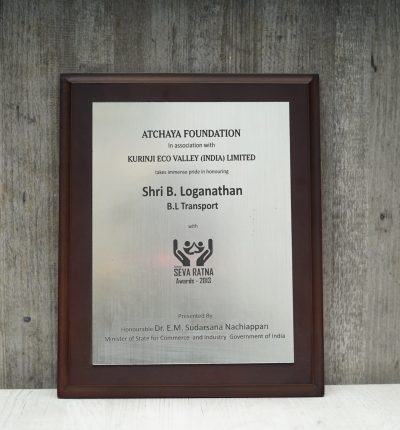 ATCHAYA FOUNDATION
In association with
KURINJI ECO VALLEY (INDIA) LIMITED
takes immense pride in honouring
Shri B. Loganathan
B.L Transport
with
SEVA RATNA
Awards - 2013
Presented By
Honourable Dr. E.M. Sudarsana Nachiappan
Minister of State for Commerce and Industry Government of India